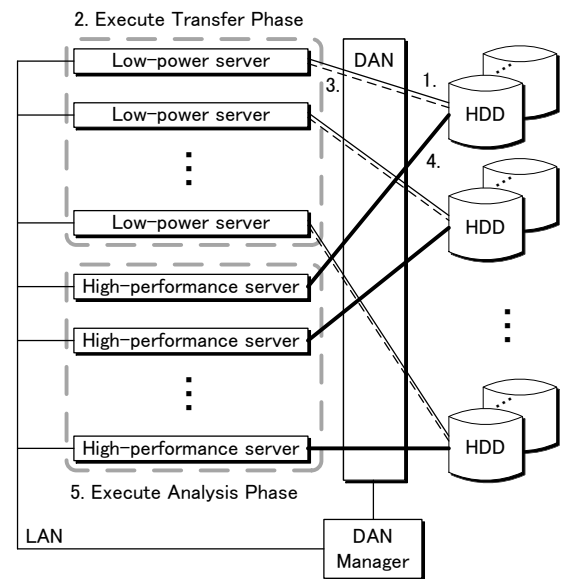 2. Execute Transfer Phase
Low-power server
DAN
3.
1.
HDD
Low-power server
4.
HDD
Low-power server
High-performance server
High-performance server
High-performance server
HDD
5. Execute Analysis Phase
LAN
DAN
Manager